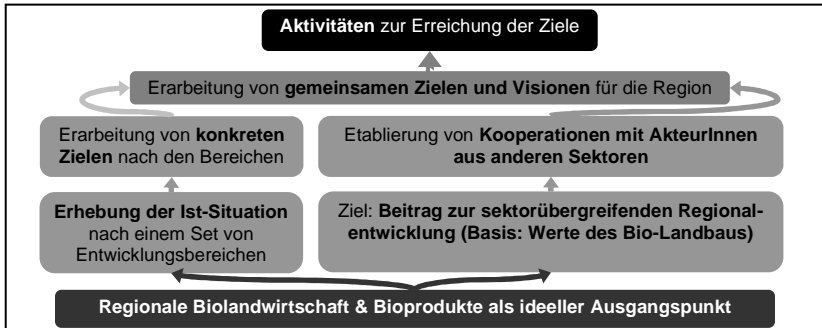 Aktivitäten zur Erreichung der Ziele
Erarbeitung von gemeinsamen Zielen und Visionen für die Region
Erarbeitung von konkreten
Zielen nach den Bereichen
Etablierung von Kooperationen mit AkteurInnen
aus anderen Sektoren
Erhebung der Ist-Situation
nach einem Set von
Entwicklungsbereichen
Ziel: Beitrag zur sektorübergreifenden Regional-
entwicklung (Basis: Werte des Bio-Landbaus)
Regionale Biolandwirtschaft & Bioprodukte als ideeller Ausgangspunkt